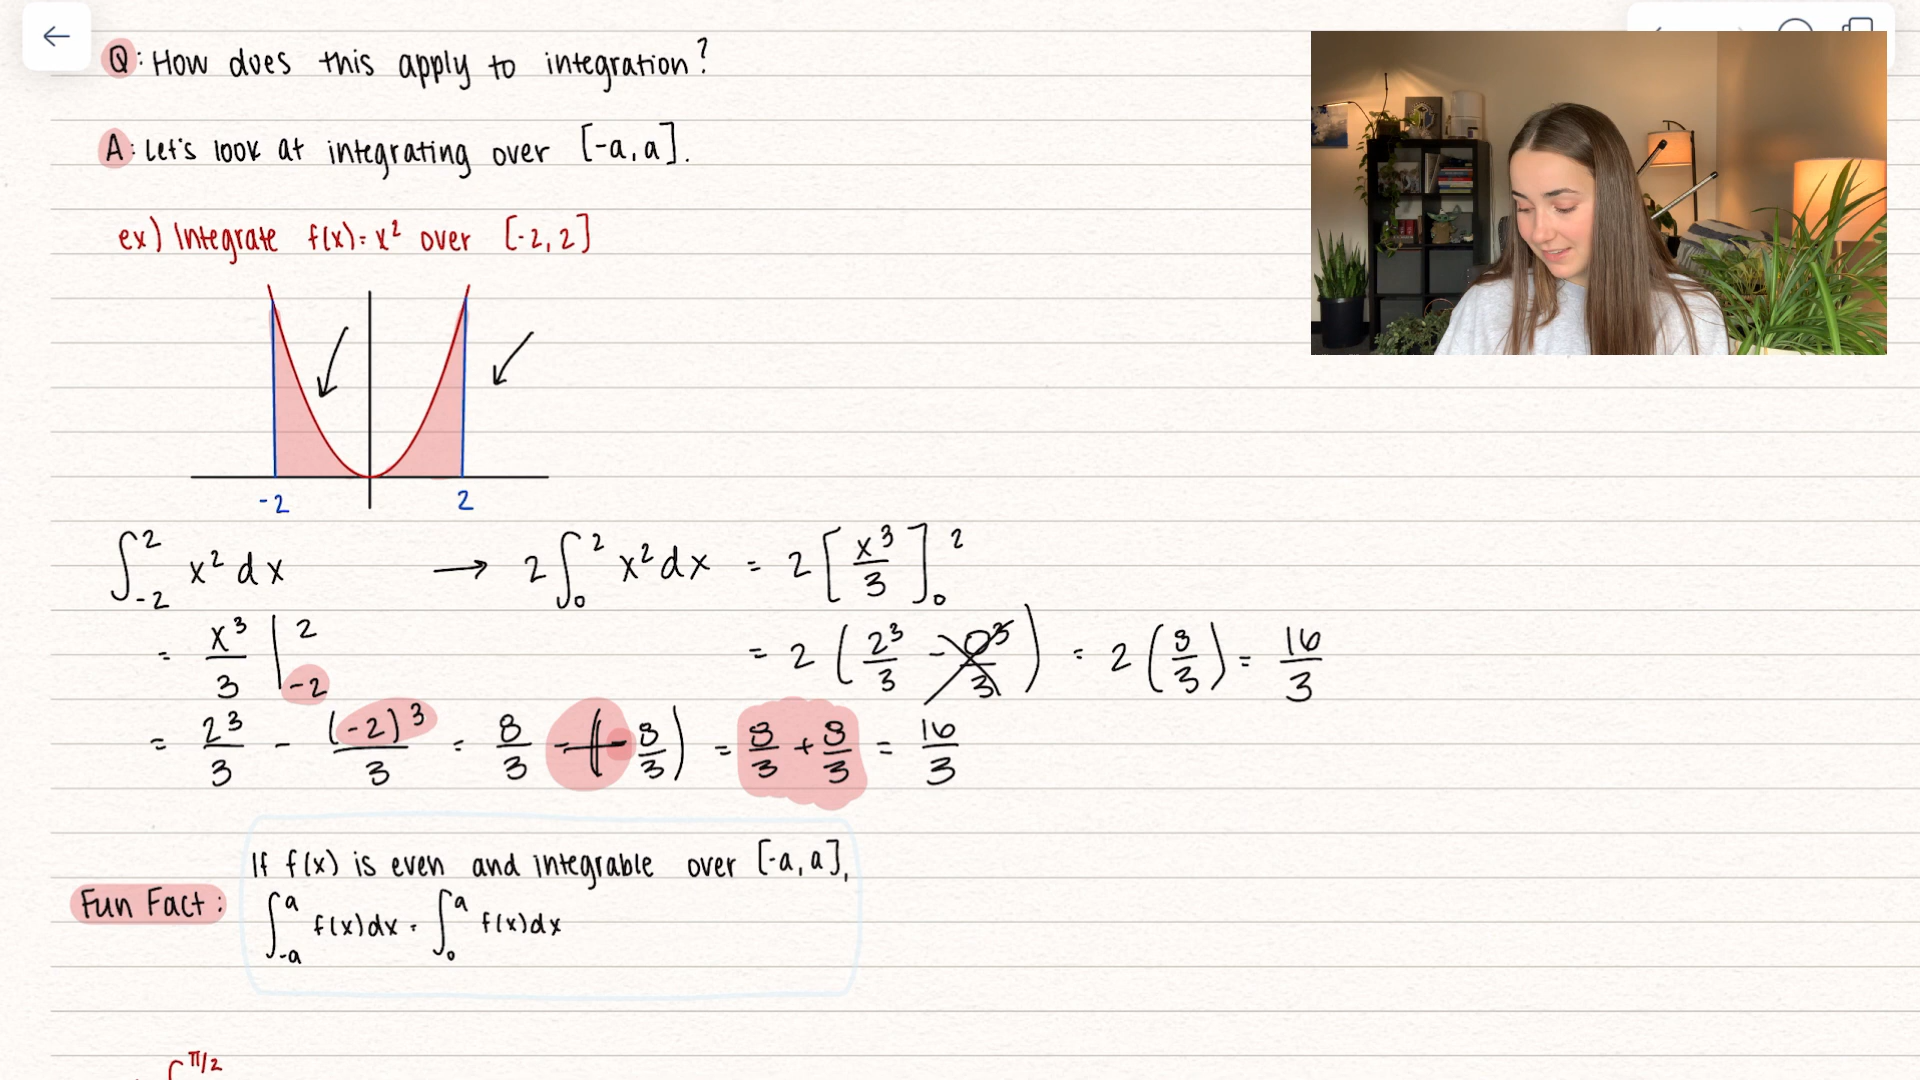 Q: How does this apply to integration?
A: Let's look at integrating over [-a, a].
ex) Integrate f(x) = x² over [-2, 2]
-2 2
∫₋₂² x² dx → 2∫₀² x² dx = 2[x³/3]₀²
= x³/3 |₋₂² = 2(2³/3 - 0³/3) = 2(8/3) = 16/3
= 2³/3 - (-2)³/3 = 8/3 - (-8/3) = 8/3 + 8/3 = 16/3
If f(x) is even and integrable over [-a, a],
Fun Fact:
∫₋ₐᵃ f(x)dx = ∫₀ᵃ f(x)dx
∫ π/2